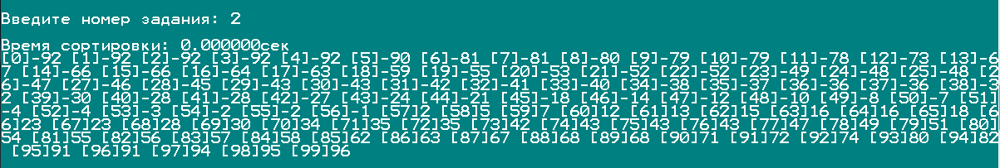 Введите номер задания: 2
Время сортировки: 0.000000сек
[0]-92 [1]-92 [2]-92 [3]-92 [4]-92 [5]-90 [6]-81 [7]-81 [8]-80 [9]-79 [10]-79 [11]-78 [12]-73 [13]-6
7 [14]-66 [15]-66 [16]-64 [17]-63 [18]-59 [19]-55 [20]-53 [21]-52 [22]-52 [23]-49 [24]-48 [25]-48 [2
6]-47 [27]-46 [28]-45 [29]-43 [30]-43 [31]-42 [32]-41 [33]-40 [34]-38 [35]-37 [36]-36 [37]-36 [38]-3
2 [39]-30 [40]-28 [41]-28 [42]-27 [43]-24 [44]-21 [45]-18 [46]-14 [47]-12 [48]-10 [49]-8 [50]-7 [51]
-4 [52]-4 [53]-3 [54]-2 [55]-2 [56]-1 [57]2 [58]5 [59]7 [60]12 [61]13 [62]15 [63]16 [64]16 [65]18 [6
6]23 [67]23 [68]28 [69]30 [70]34 [71]35 [72]35 [73]42 [74]43 [75]43 [76]43 [77]47 [78]49 [79]51 [80]
54 [81]55 [82]56 [83]57 [84]58 [85]62 [86]63 [87]67 [88]68 [89]68 [90]71 [91]72 [92]74 [93]80 [94]82
[95]91 [96]91 [97]94 [98]95 [99]96